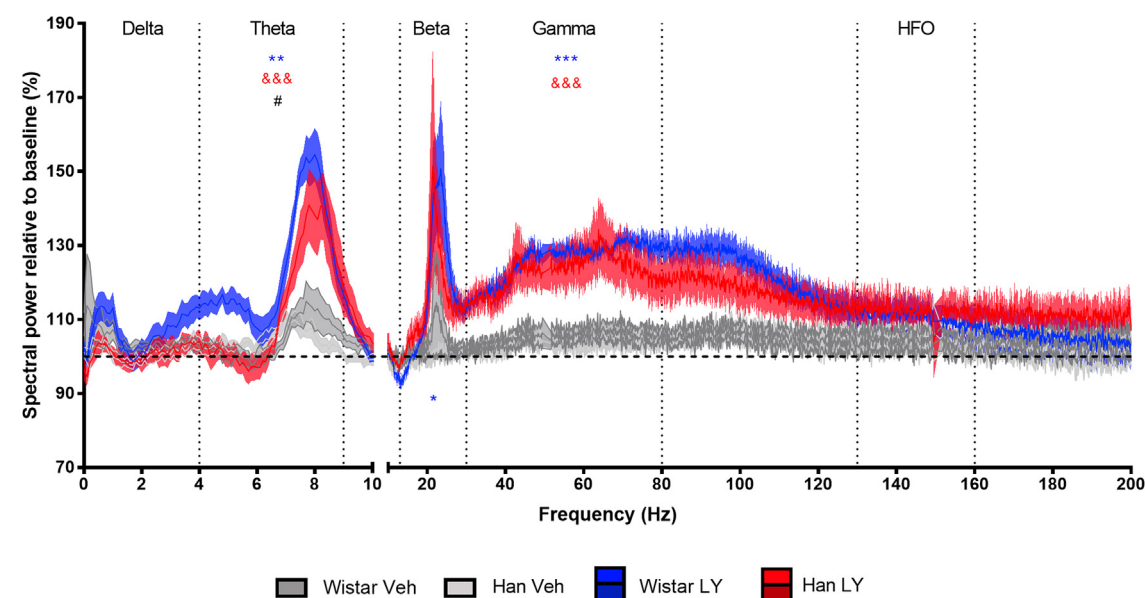 190
Delta Theta Beta Gamma HFO
** ***
&&& &&&
#
170
150
130
110
90
*
70
0 2 4 6 8 10 20 40 60 80 100 120 140 160 180 200
Spectral power relative to baseline (%)
Frequency (Hz)
Wistar Veh Han Veh Wistar LY Han LY